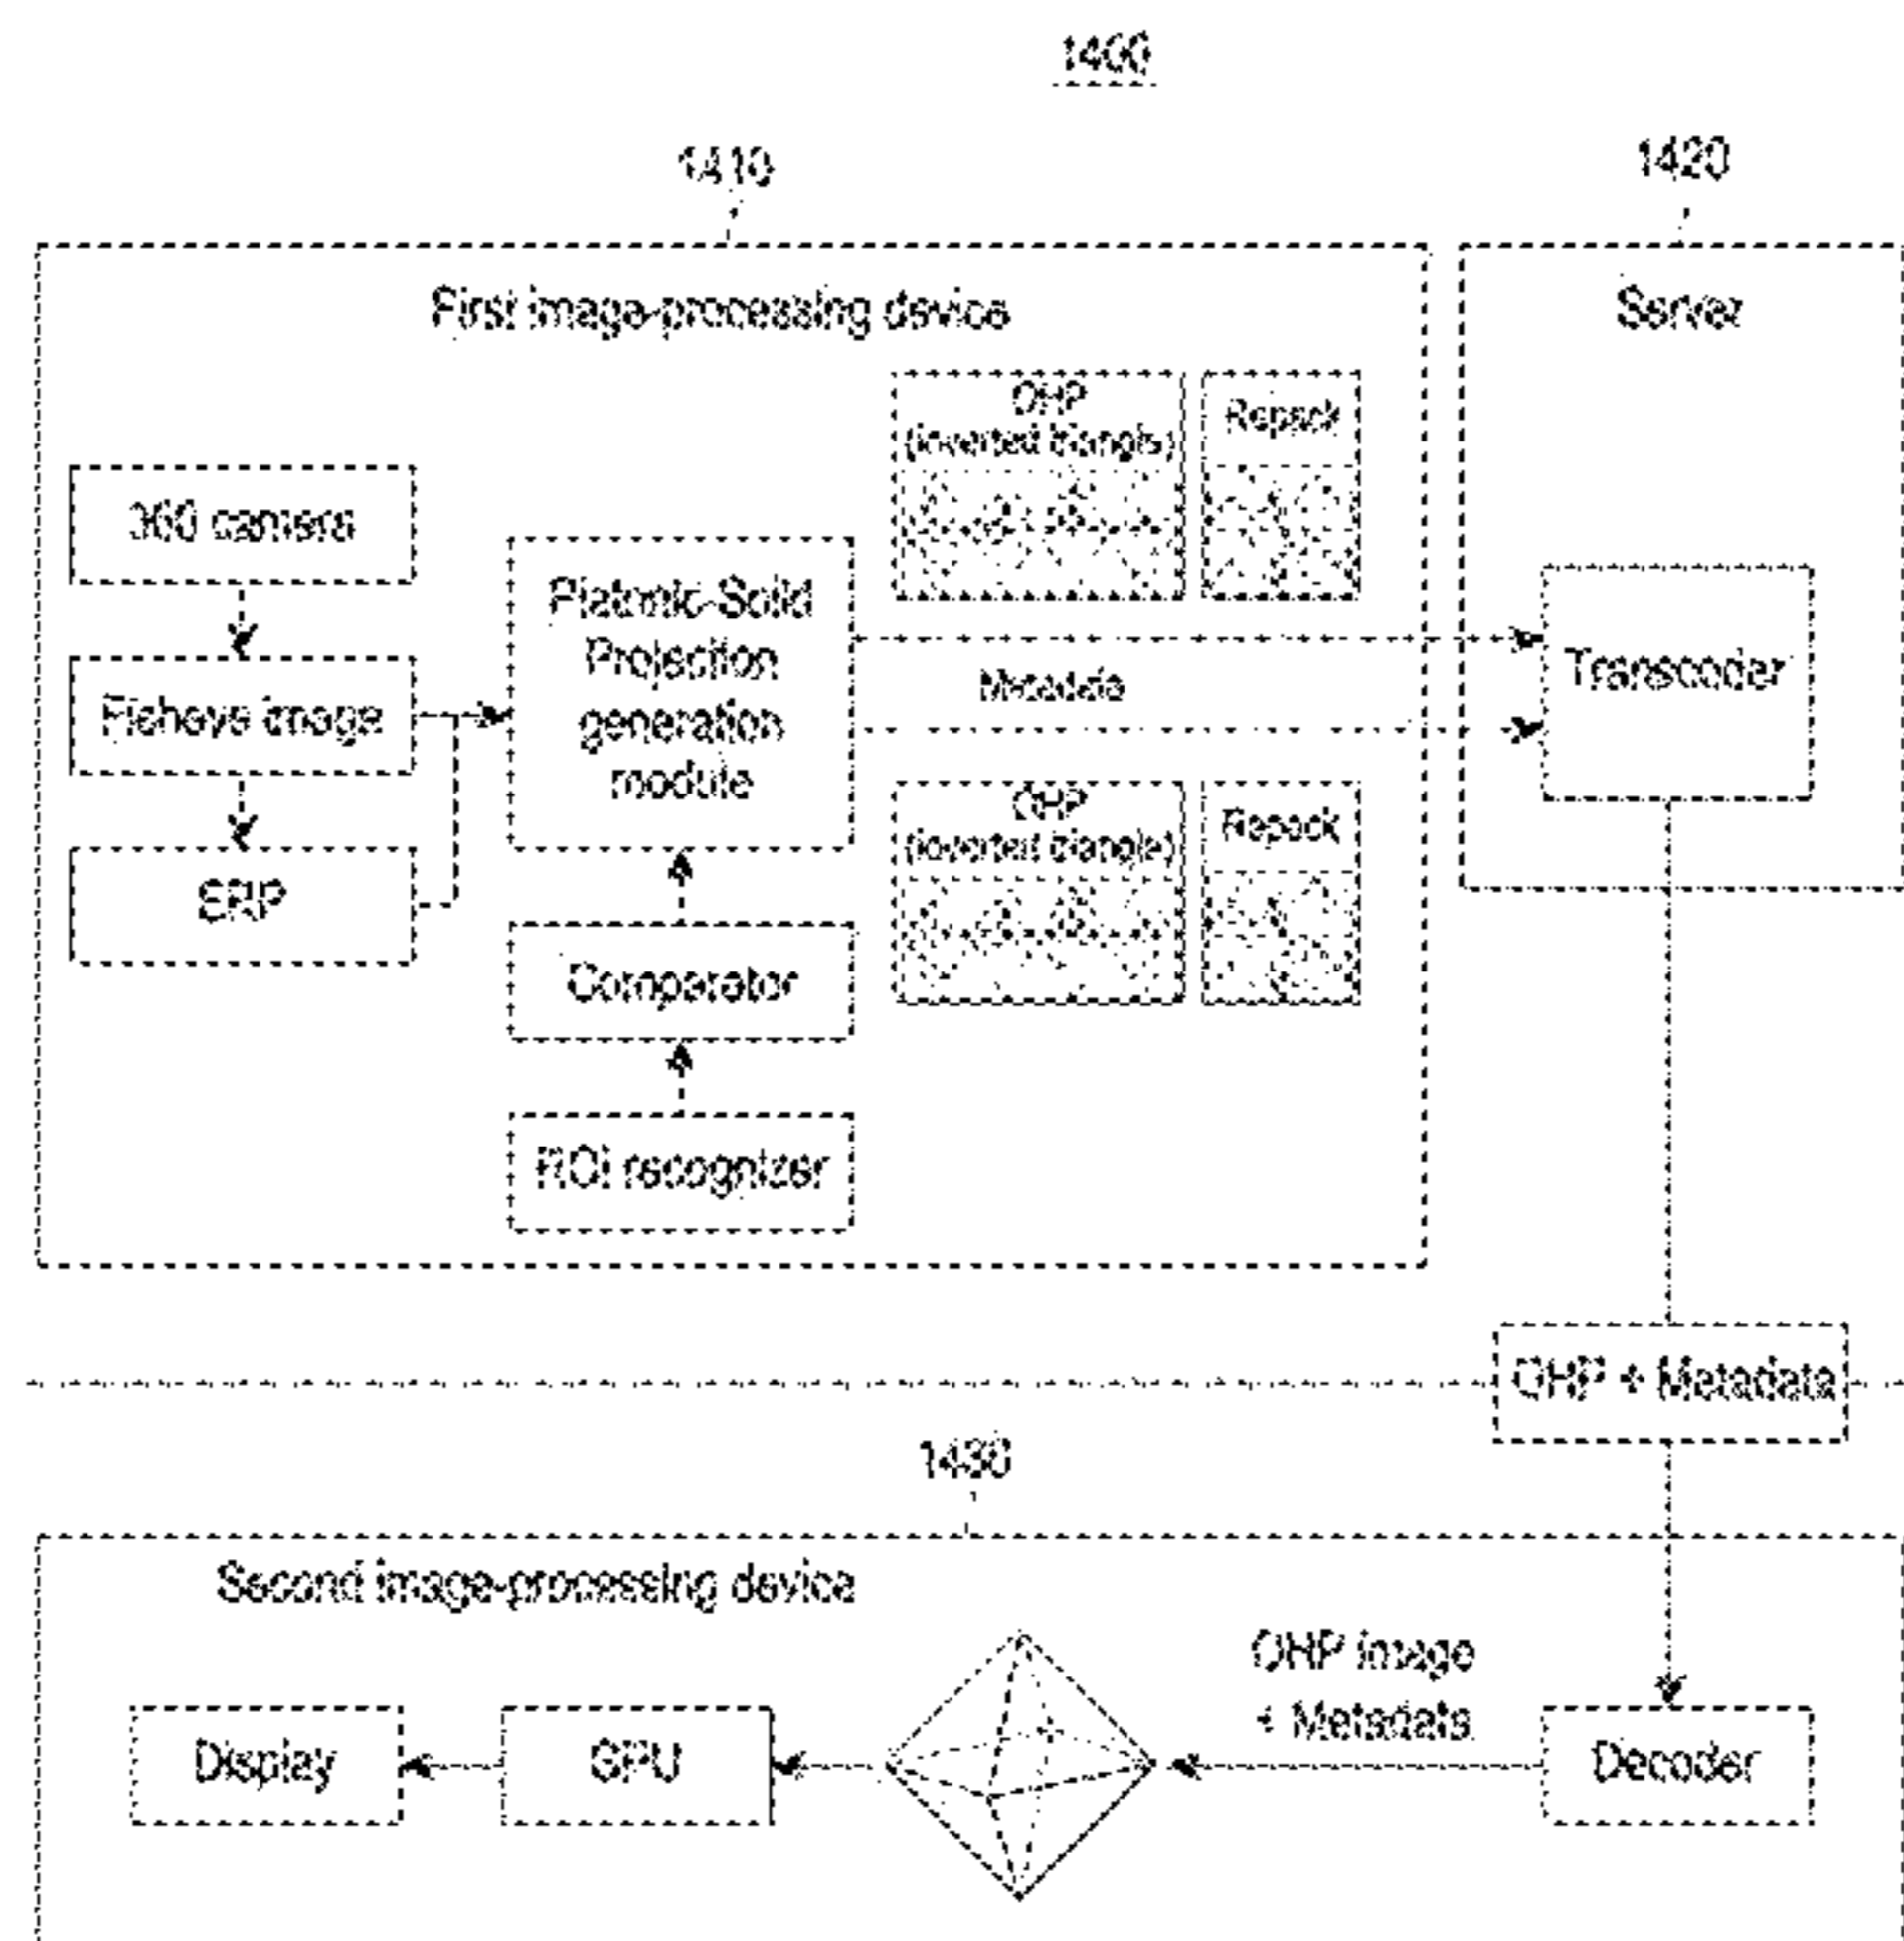 1400
1410
1420
First image-processing device
Server
OHP
(inverted triangle)
Repack
360 camera
Platonic-Solid
Projection
generation
module
Fisheye image
Transcoder
Metadata
OHP
(inverted triangle)
Repack
ERP
Comparator
ROI recognizer
OHP + Metadata
1430
Second image-processing device
OHP image
+ Metadata
Display
GPU
Decoder